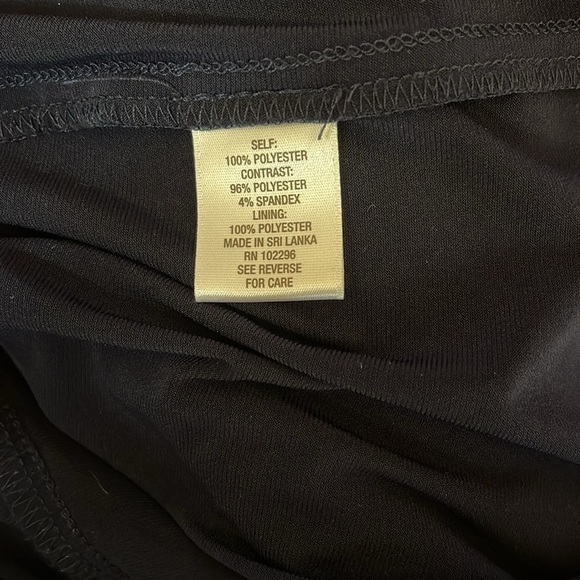 SELF:
100% POLYESTER
CONTRAST:
96% POLYESTER
4% SPANDEX
LINING:
100% POLYESTER
MADE IN SRI LANKA
RN 102296
SEE REVERSE
FOR CARE